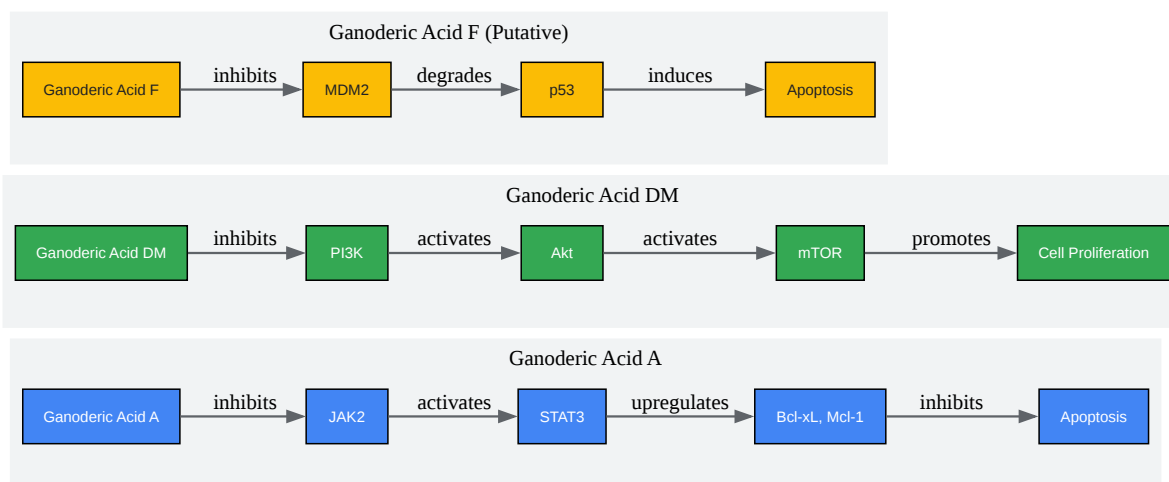 Ganoderic Acid F (Putative)
inhibits degrades induces
Ganoderic Acid F MDM2 p53 Apoptosis
Ganoderic Acid DM
inhibits activates activates promotes
Ganoderic Acid DM PI3K Akt mTOR Cell Proliferation
Ganoderic Acid A
inhibits activates upregulates inhibits
Ganoderic Acid A JAK2 STAT3 Bcl-xL, Mcl-1 Apoptosis